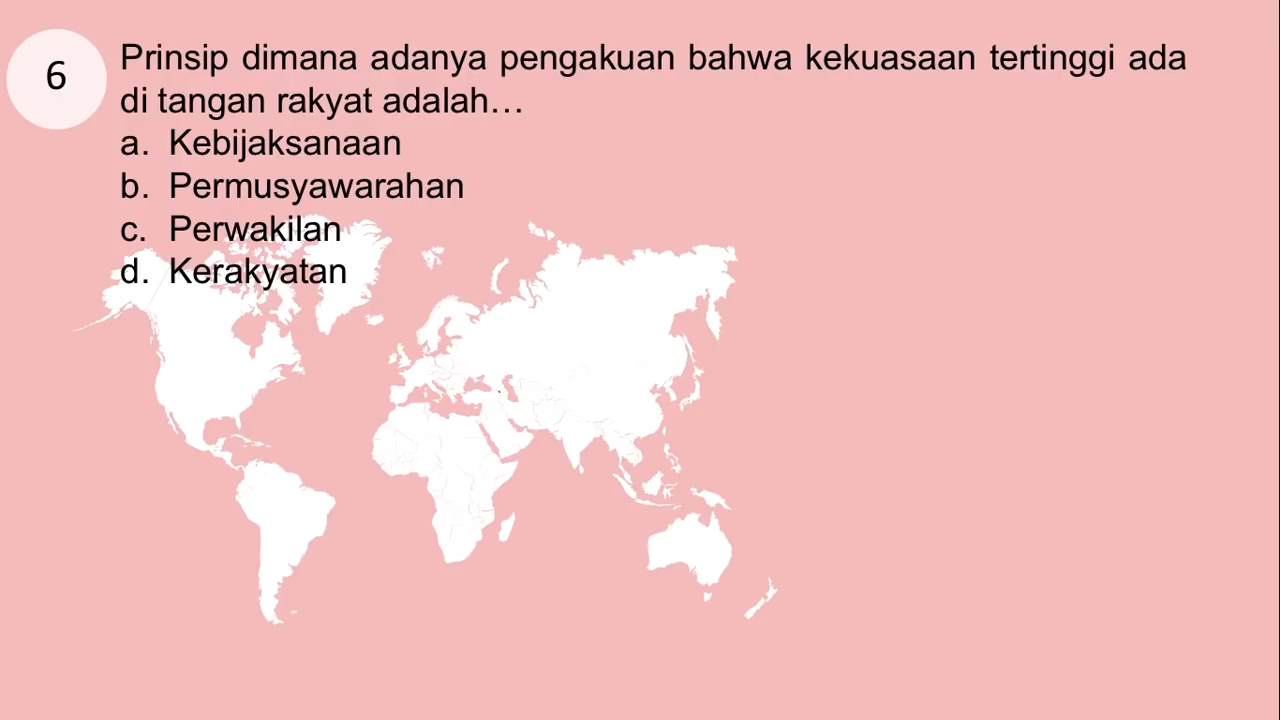 6
Prinsip dimana adanya pengakuan bahwa kekuasaan tertinggi ada
di tangan rakyat adalah…
a. Kebijaksanaan
b. Permusyawarahan
c. Perwakilan
d. Kerakyatan